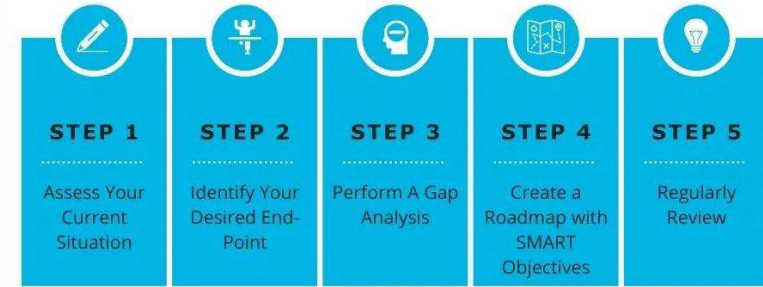 STEP 1
Assess Your
Current
Situation
STEP 2
Identify Your
Desired End-
Point
STEP 3
Perform A Gap
Analysis
STEP 4
Create a
Roadmap with
SMART
Objectives
STEP 5
Regularly
Review